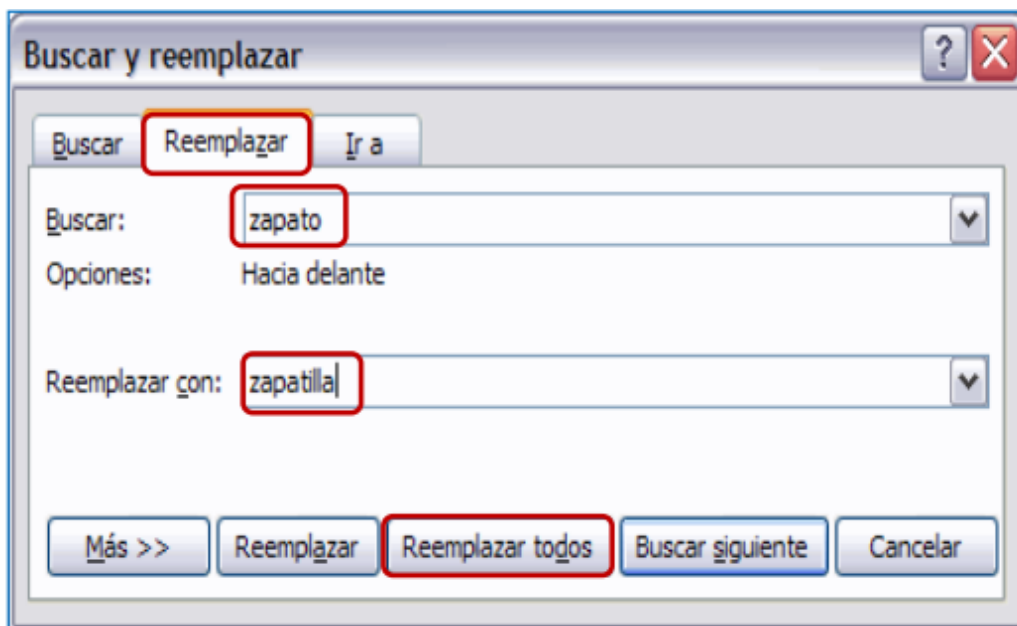 Buscar y reemplazar ?
Buscar Reemplazar Ir a
Buscar: zapato
Opciones: Hacia delante
Reemplazar con: zapatilla
Más >> Reemplazar Reemplazar todos Buscar siguiente Cancelar